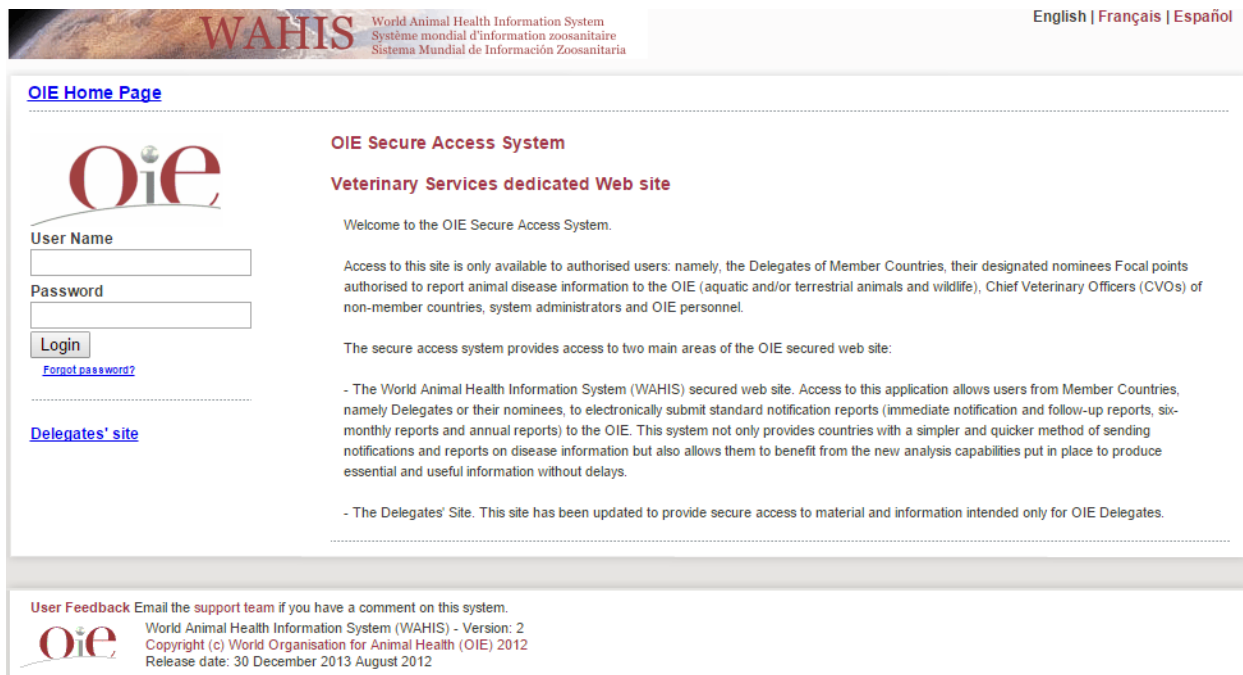 WAHIS
World Animal Health Information System
Système mondial d'information zoosanitaire
Sistema Mundial de Información Zoosanitaria
English | Français | Español
OIE Home Page
Oie
User Name
Password
Login
Forgot password?
Delegates' site
OIE Secure Access System
Veterinary Services dedicated Web site
Welcome to the OIE Secure Access System.
Access to this site is only available to authorised users: namely, the Delegates of Member Countries, their designated nominees Focal points
authorised to report animal disease information to the OIE (aquatic and/or terrestrial animals and wildlife), Chief Veterinary Officers (CVOs) of
non-member countries, system administrators and OIE personnel.
The secure access system provides access to two main areas of the OIE secured web site:
- The World Animal Health Information System (WAHIS) secured web site. Access to this application allows users from Member Countries,
namely Delegates or their nominees, to electronically submit standard notification reports (immediate notification and follow-up reports, six-
monthly reports and annual reports) to the OIE. This system not only provides countries with a simpler and quicker method of sending
notifications and reports on disease information but also allows them to benefit from the new analysis capabilities put in place to produce
essential and useful information without delays.
- The Delegates' Site. This site has been updated to provide secure access to material and information intended only for OIE Delegates.
User Feedback Email the support team if you have a comment on this system.
Oie
World Animal Health Information System (WAHIS) - Version: 2
Copyright (c) World Organisation for Animal Health (OIE) 2012
Release date: 30 December 2013 August 2012